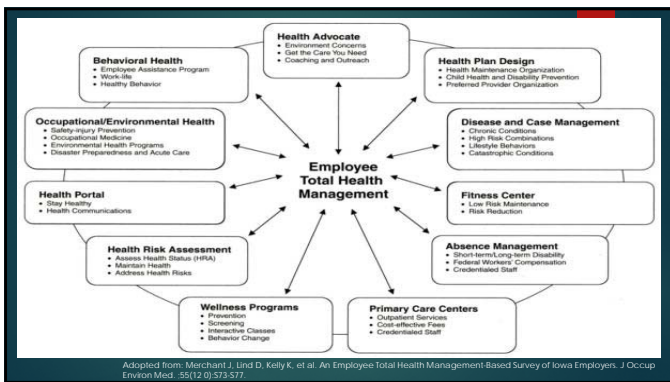 Health Advocate
• Environment Concerns
• Get the Care You Need
• Coaching and Outreach
Behavioral Health
• Employee Assistance Program
• Work-life
• Healthy Behavior
Health Plan Design
• Health Maintenance Organization
• Child Health and Disability Prevention
• Preferred Provider Organization
Occupational/Environmental Health
• Safety-injury Prevention
• Occupational Medicine
• Environmental Health Programs
• Disaster Preparedness and Acute Care
Disease and Case Management
• Chronic Conditions
• High Risk Combinations
• Lifestyle Behaviors
• Catastrophic Conditions
Employee
Total Health
Management
Health Portal
• Stay Healthy
• Health Communications
Fitness Center
• Low Risk Maintenance
• Risk Reduction
Health Risk Assessment
• Assess Health Status (HRA)
• Maintain Health
• Address Health Risks
Absence Management
• Short-term/Long-term Disability
• Federal Workers' Compensation
• Credentialed Staff
Wellness Programs
• Prevention
• Screening
• Interactive Classes
• Behavior Change
Primary Care Centers
• Outpatient Services
• Cost-effective Fees
• Credentialed Staff
Adopted from: Merchant J, Lind D, Kelly K, et al. An Employee Total Health Management-Based Survey of Iowa Employers. J Occup
Environ Med. ;55(12 0):S73-S77.